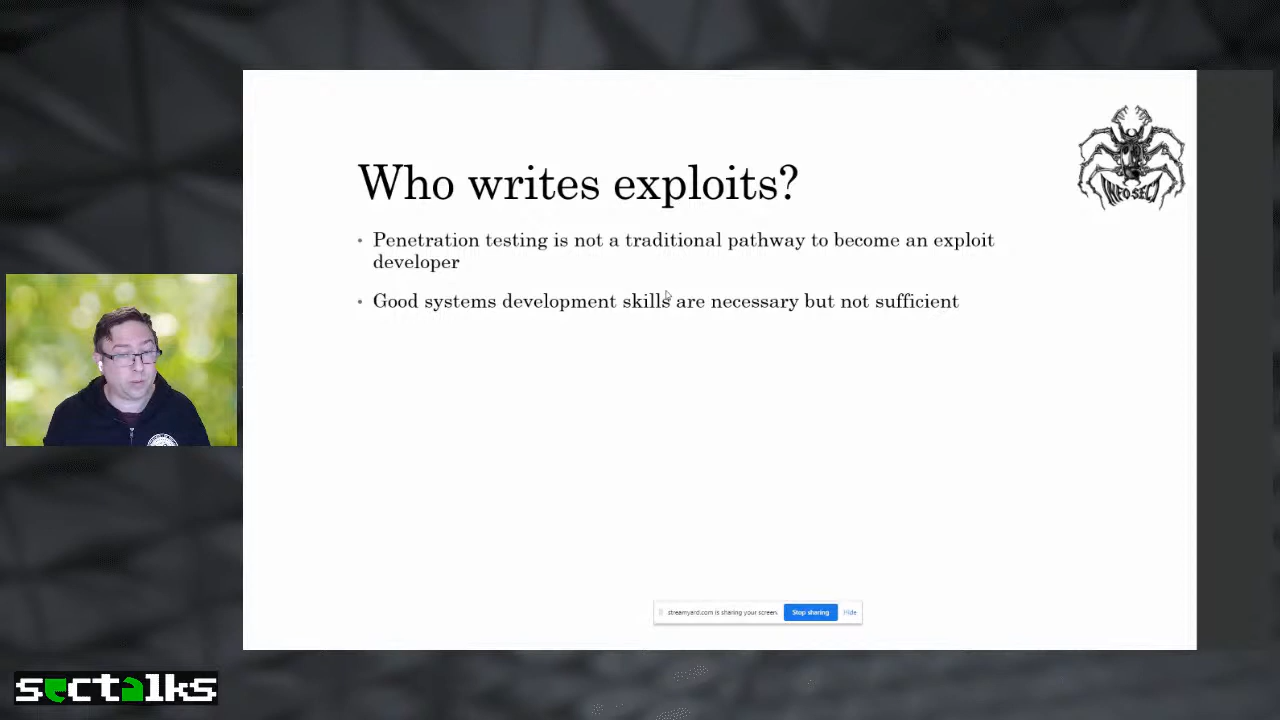 Who writes exploits?
• Penetration testing is not a traditional pathway to become an exploit
developer
• Good systems development skills are necessary but not sufficient
INFOSECT
streamyard.com is sharing your screen.
Stop sharing
Hide
sectalks